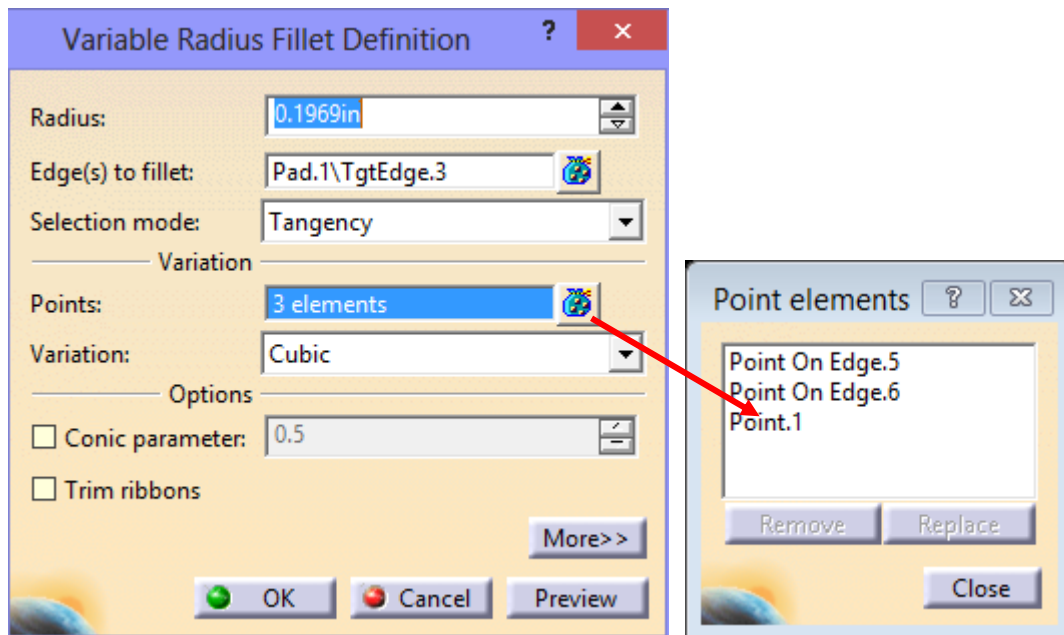 Variable Radius Fillet Definition ? ×
Radius: 0.1969in
Edge(s) to fillet: Pad.1\TgtEdge.3
Selection mode: Tangency
Variation
Points: 3 elements
Variation: Cubic
Options
Conic parameter: 0.5
Trim ribbons
More>>
OK Cancel Preview
Point elements ?
Point On Edge.5
Point On Edge.6
Point.1
Remove Replace
Close